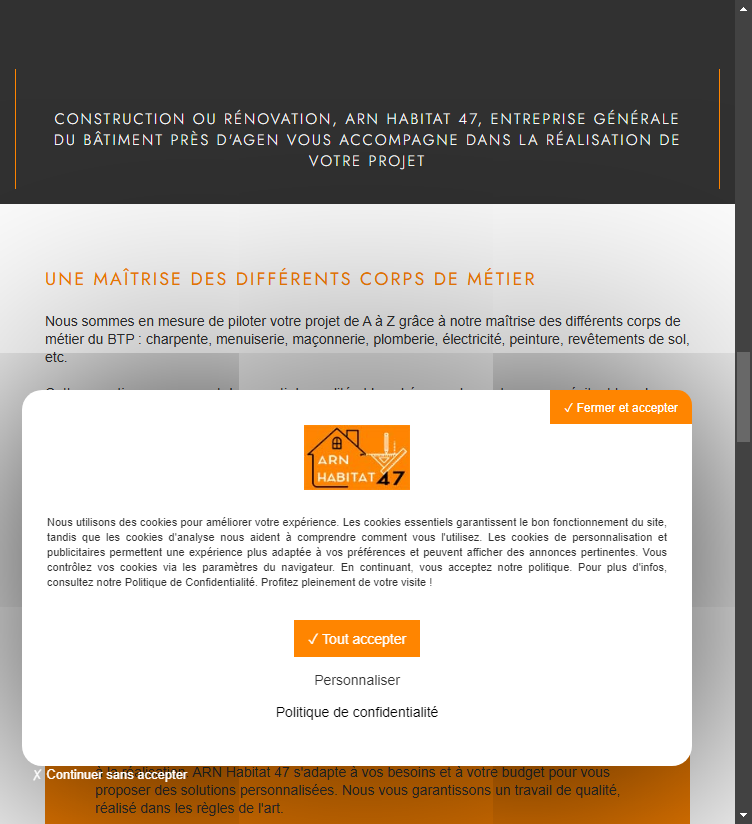 CONSTRUCTION OU RÉNOVATION, ARN HABITAT 47, ENTREPRISE GÉNÉRALE
DU BÂTIMENT PRÈS D'AGEN VOUS ACCOMPAGNE DANS LA RÉALISATION DE
VOTRE PROJET
UNE MAÎTRISE DES DIFFÉRENTS CORPS DE MÉTIER
Nous sommes en mesure de piloter votre projet de A à Z grâce à notre maîtrise des différents corps de
métier du BTP : charpente, menuiserie, maçonnerie, plomberie, électricité, peinture, revêtements de sol,
etc.
✓ Fermer et accepter
ARN
HABITAT 47
Nous utilisons des cookies pour améliorer votre expérience. Les cookies essentiels garantissent le bon fonctionnement du site,
tandis que les cookies d'analyse nous aident à comprendre comment vous l'utilisez. Les cookies de personnalisation et
publicitaires permettent une expérience plus adaptée à vos préférences et peuvent afficher des annonces pertinentes. Vous
contrôlez vos cookies via les paramètres du navigateur. En continuant, vous acceptez notre politique. Pour plus d'infos,
consultez notre Politique de Confidentialité. Profitez pleinement de votre visite !
✓ Tout accepter
Personnaliser
Politique de confidentialité
à la réalisation, ARN Habitat 47 s'adapte à vos besoins et à votre budget pour vous
✗ Continuer sans accepter
proposer des solutions personnalisées. Nous vous garantissons un travail de qualité,
réalisé dans les règles de l'art.